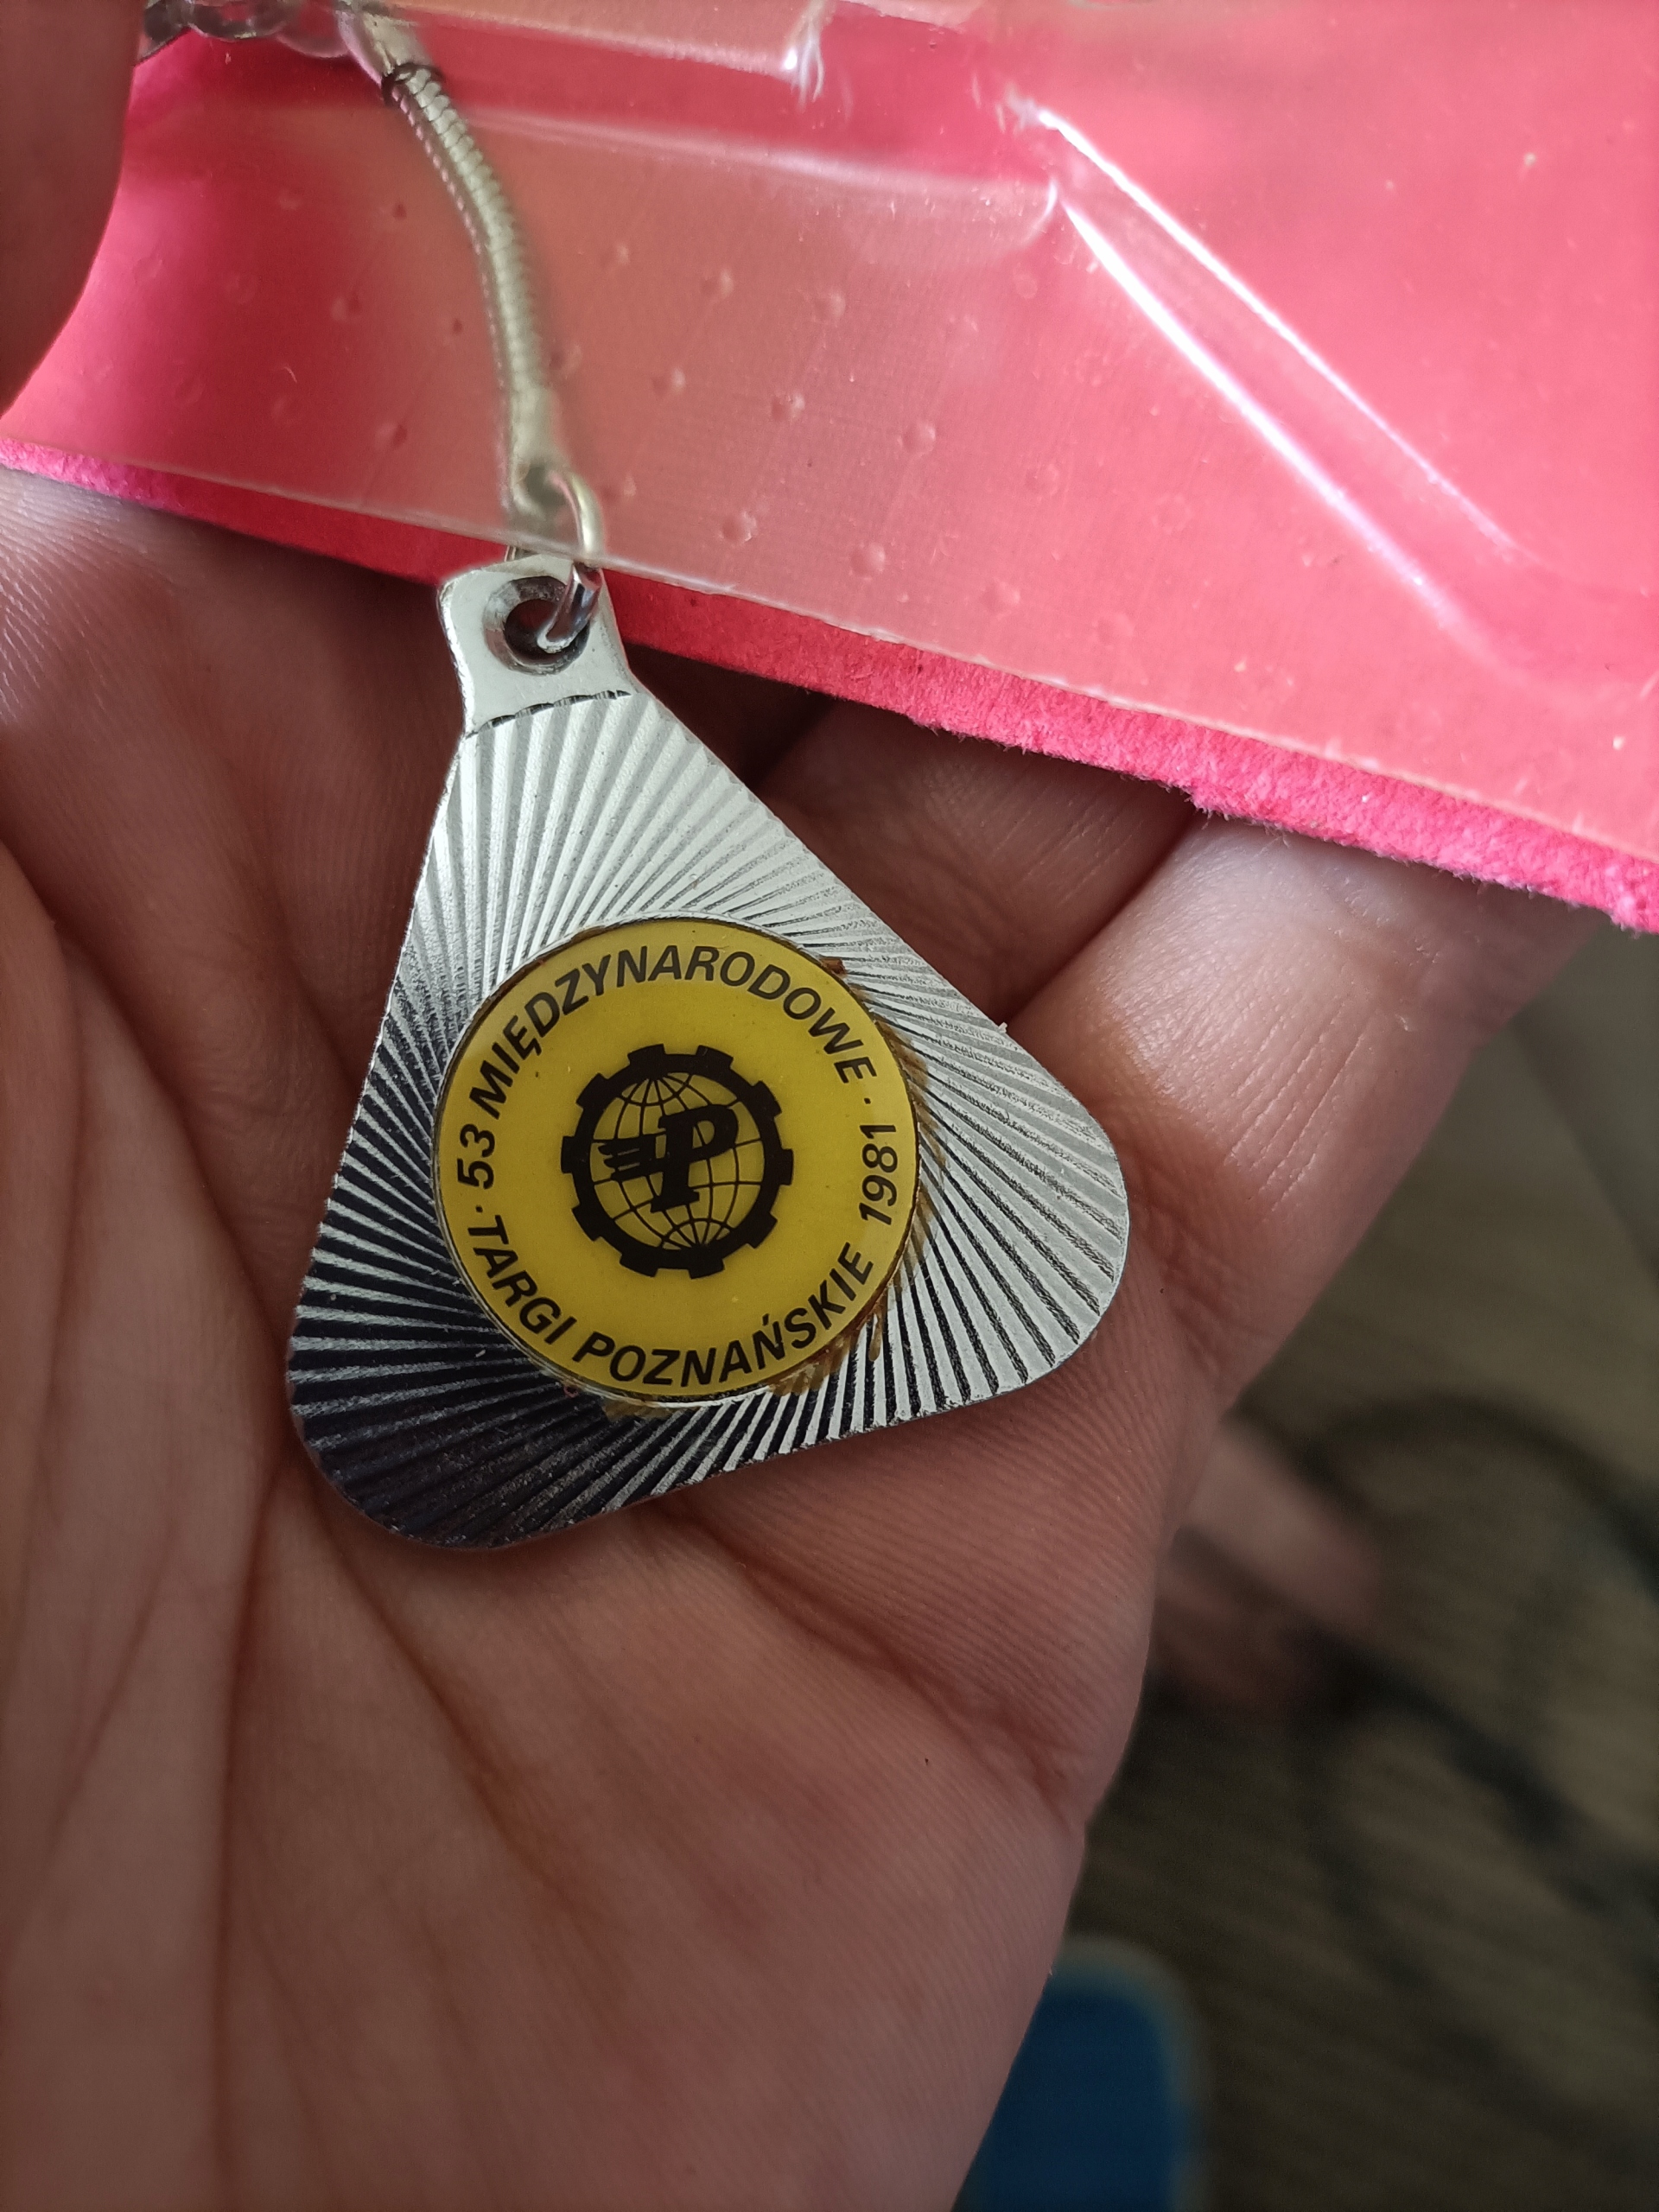 · 53 MIĘDZYNARODOWE ·
TARGI POZNAŃSKIE 1981
P